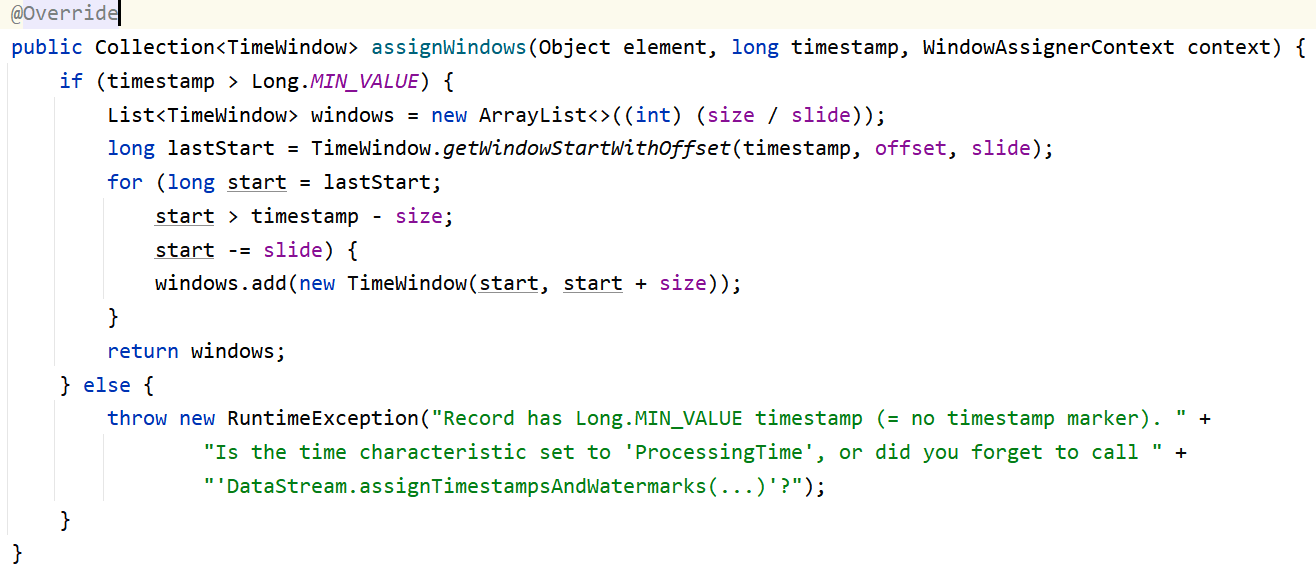 @Override
public Collection<TimeWindow> assignWindows(Object element, long timestamp, WindowAssignerContext context) {
    if (timestamp > Long.MIN_VALUE) {
        List<TimeWindow> windows = new ArrayList<>((int) (size / slide));
        long lastStart = TimeWindow.getWindowStartWithOffset(timestamp, offset, slide);
        for (long start = lastStart;
            start > timestamp - size;
            start -= slide) {
            windows.add(new TimeWindow(start, start + size));
        }
        return windows;
    } else {
        throw new RuntimeException("Record has Long.MIN_VALUE timestamp (= no timestamp marker). " +
                "Is the time characteristic set to 'ProcessingTime', or did you forget to call " +
                "'DataStream.assignTimestampsAndWatermarks(...)'?");
    }
}